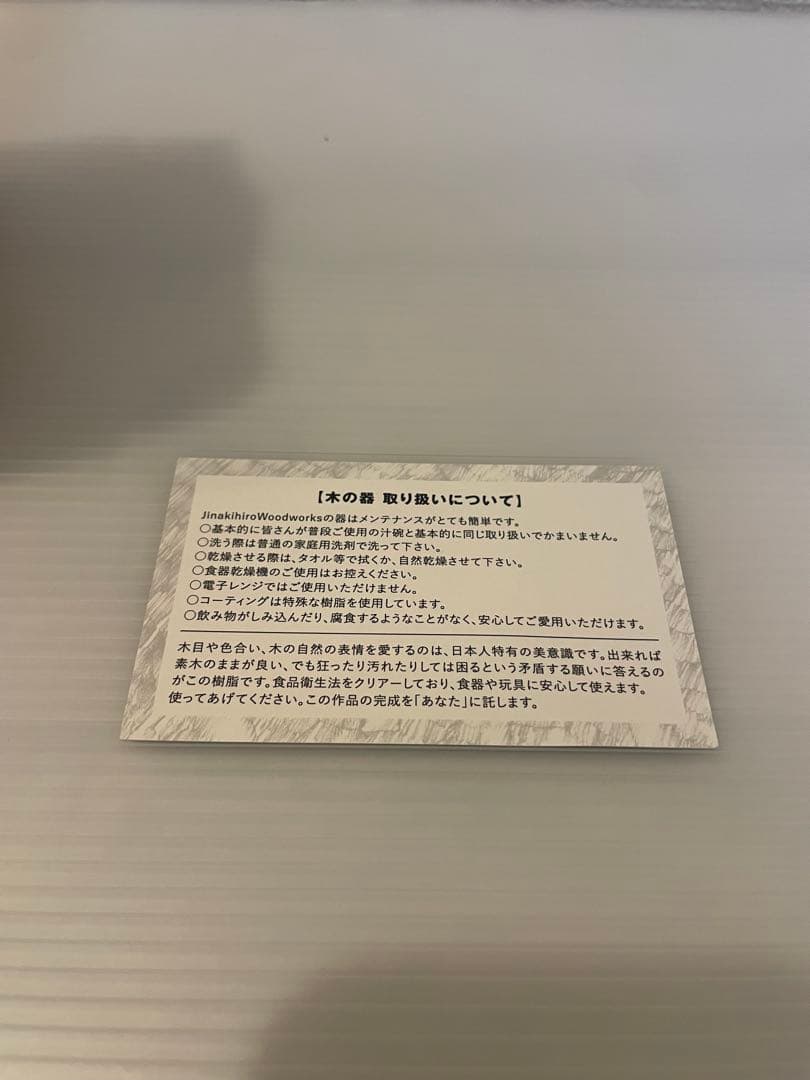 【木の器 取り扱いについて】
JinakihiroWoodworksの器はメンテナンスがとても簡単です。
○基本的に皆さんが普段ご使用の汁碗と基本的に同じ取り扱いでかまいません。
○洗う際は普通の家庭用洗剤で洗って下さい。
○乾燥させる際は、タオル等で拭くか、自然乾燥させて下さい。
○食器乾燥機のご使用はお控えください。
○電子レンジではご使用いただけません。
○コーティングは特殊な樹脂を使用しています。
○飲み物がしみ込んだり、腐食するようなことがなく、安心してご愛用いただけます。
木目や色合い、木の自然の表情を愛するのは、日本人特有の美意識です。出来れば
素木のままが良い、でも狂ったり汚れたりしては困るという矛盾する願いに答えるの
がこの樹脂です。食品衛生法をクリアーしており、食器や玩具に安心して使えます。
使ってあげてください。この作品の完成を「あなた」に託します。